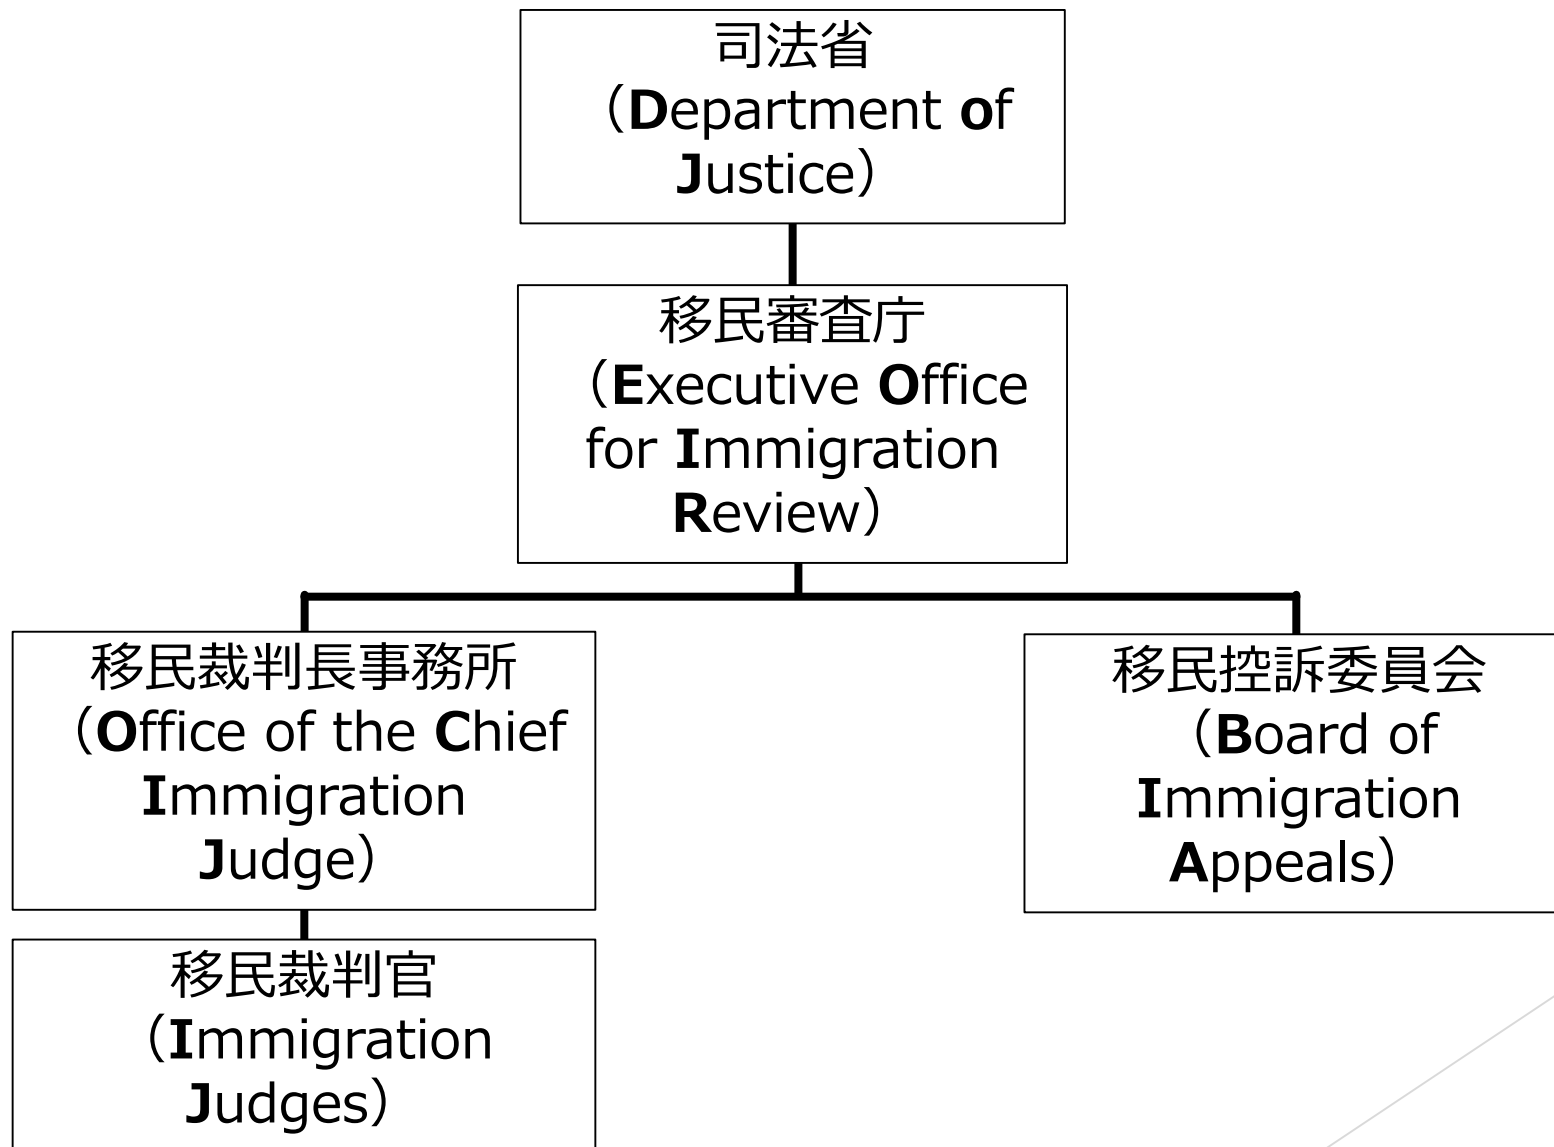 司法省
（Department of
Justice）
移民審査庁
（Executive Office
for Immigration
Review）
移民裁判長事務所
（Office of the Chief
Immigration
Judge）
移民控訴委員会
（Board of
Immigration
Appeals）
移民裁判官
（Immigration
Judges）